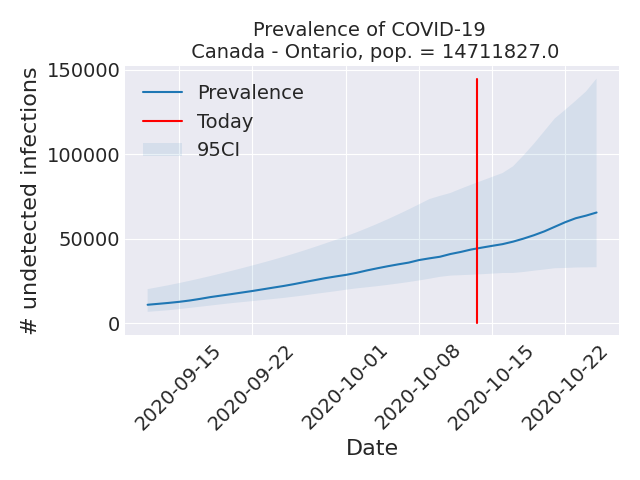 Prevalence of COVID-19
Canada - Ontario, pop. = 14711827.0
# undetected infections
150000
100000
50000
0
Prevalence
Today
95CI
2020-09-15
2020-09-22
2020-10-01
2020-10-08
2020-10-15
2020-10-22
Date